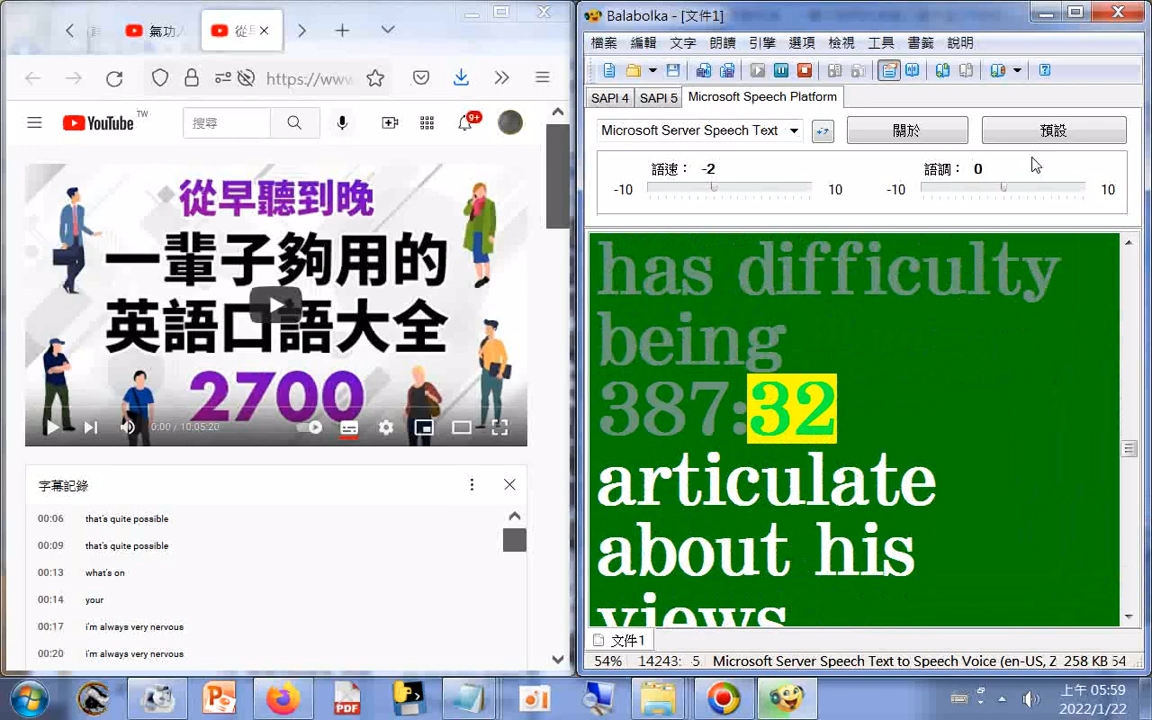 氣功人
從
https://www
YouTube TW
搜尋
9+
從早聽到晚
一輩子夠用的
英語口語大全
2700
0:00 / 10:05:20
字幕記錄
00:06 that's quite possible
00:09 that's quite possible
00:13 what's on
00:14 your
00:17 i'm always very nervous
00:20 i'm always very nervous
Balabolka - [文件1]
檔案 編輯 文字 朗讀 引擎 選項 檢視 工具 書籤 說明
SAPI 4 SAPI 5 Microsoft Speech Platform
Microsoft Server Speech Text 關於 預設
語速： -2 語調： 0
-10 10 -10 10
has difficulty
being
387:32
articulate
about his
views
文件1
54% 14243: 5 Microsoft Server Speech Text to Speech Voice (en-US, Z 258 KB 54
PDF
上午 05:59
2022/1/22